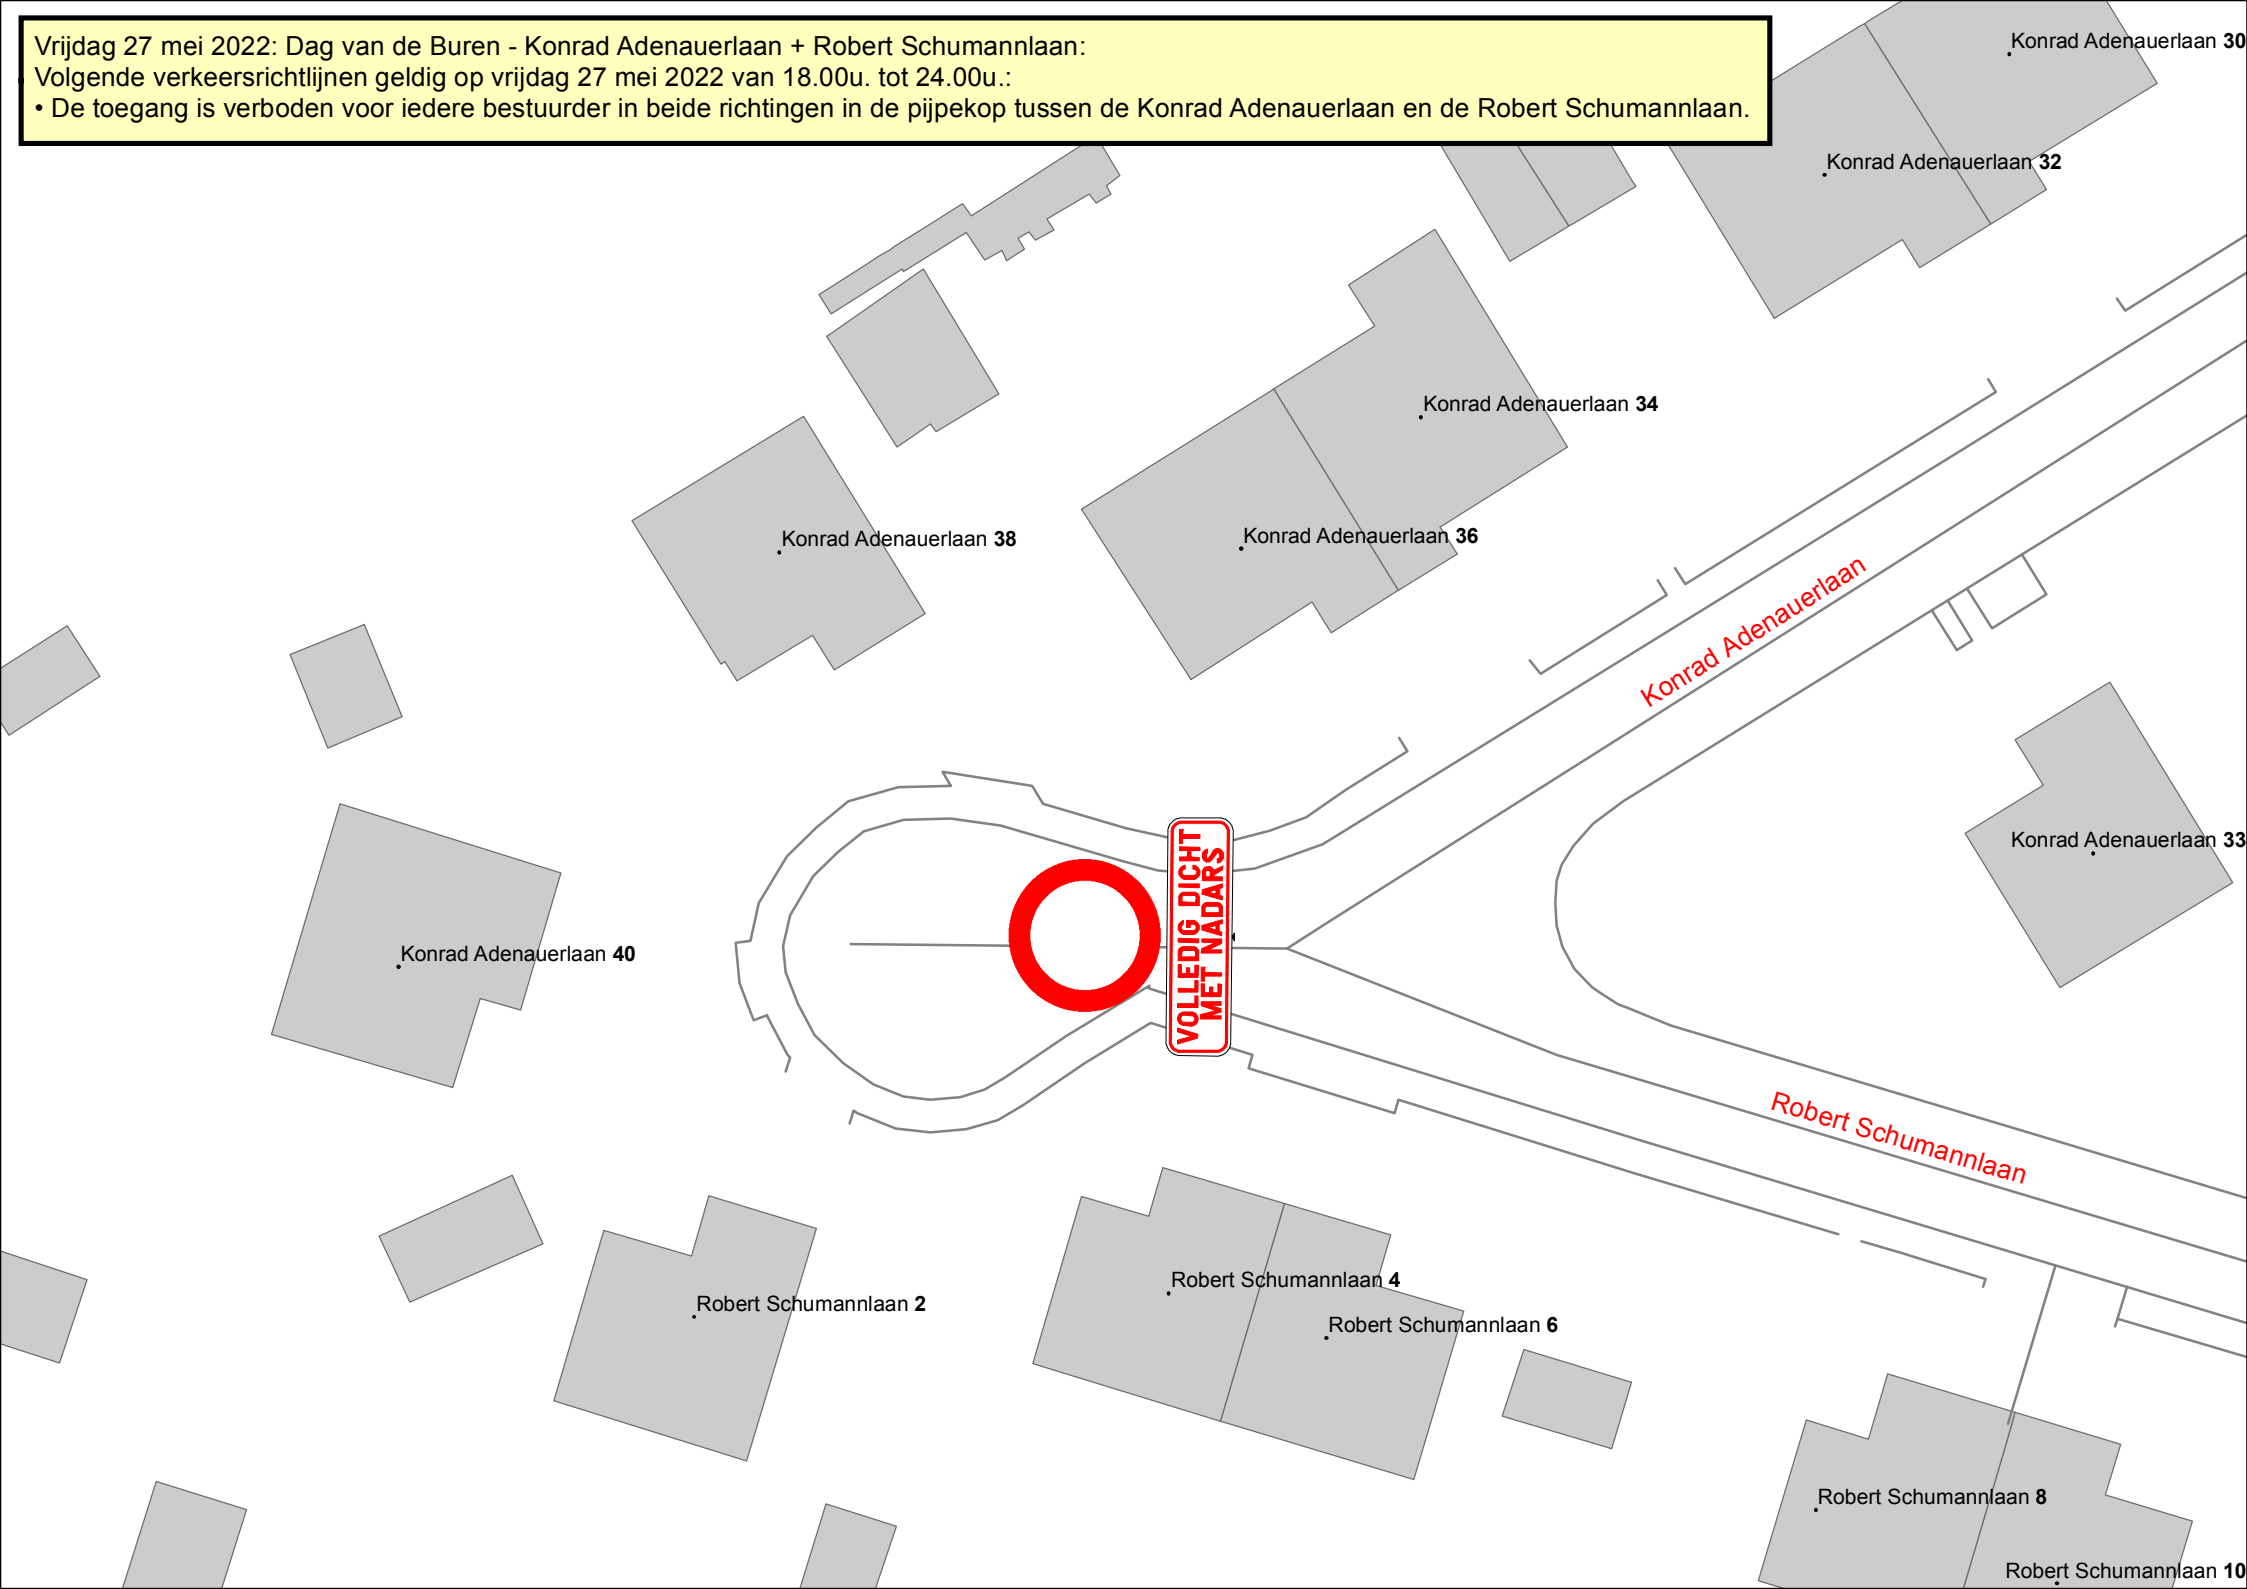 Vrijdag 27 mei 2022: Dag van de Buren - Konrad Adenauerlaan + Robert Schumannlaan:
Volgende verkeersrichtlijnen geldig op vrijdag 27 mei 2022 van 18.00u. tot 24.00u.:
• De toegang is verboden voor iedere bestuurder in beide richtingen in de pijpekop tussen de Konrad Adenauerlaan en de Robert Schumannlaan.
Konrad Adenauerlaan 30
Konrad Adenauerlaan 32
Konrad Adenauerlaan 34
Konrad Adenauerlaan 36
Konrad Adenauerlaan 38
Konrad Adenauerlaan
Konrad Adenauerlaan 33
VOLLEDIG DICHT
MET NADARS
Konrad Adenauerlaan 40
Robert Schumannlaan
Robert Schumannlaan 4
Robert Schumannlaan 2
Robert Schumannlaan 6
Robert Schumannlaan 8
Robert Schumannlaan 10